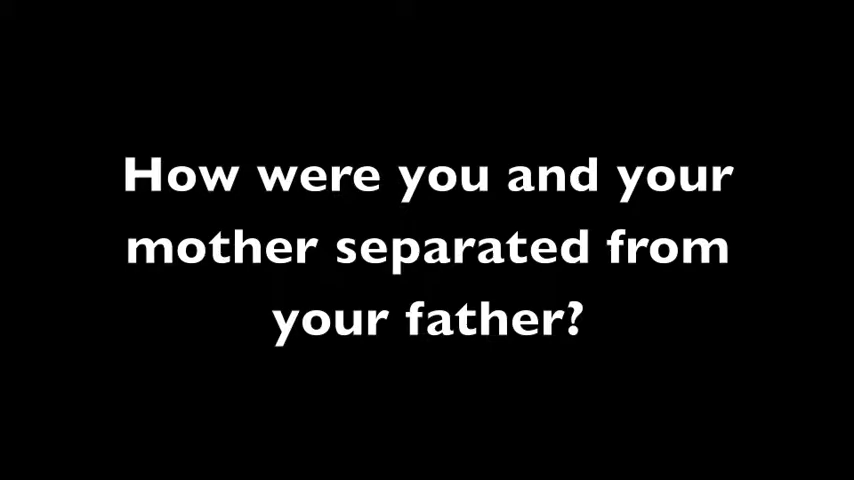 How were you and your
mother separated from
your father?